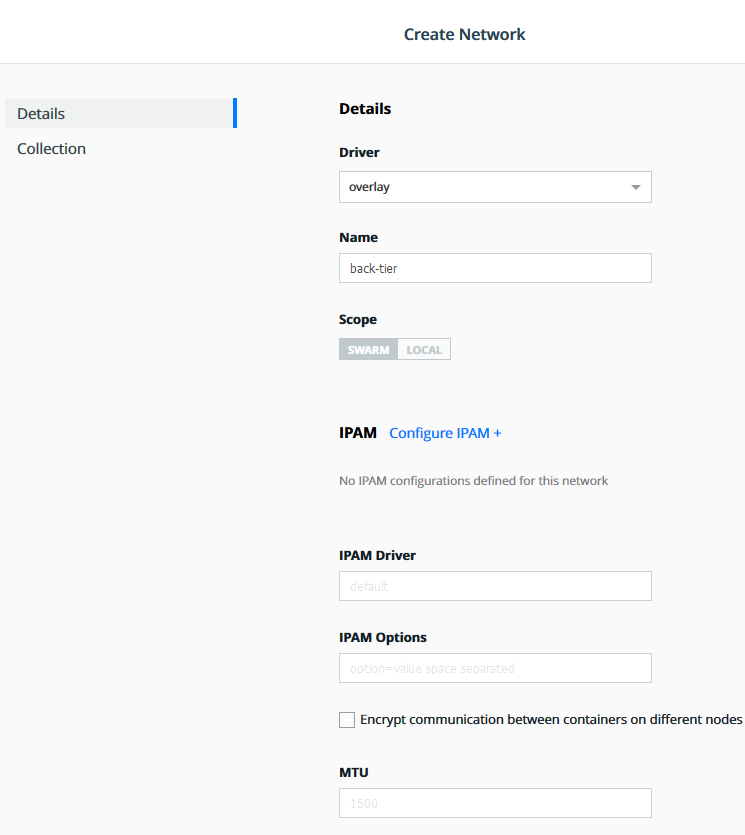 Create Network
Details
Collection
Details
Driver
overlay
Name
back-tier
Scope
SWARM LOCAL
IPAM Configure IPAM +
No IPAM configurations defined for this network
IPAM Driver
default
IPAM Options
option=value space separated
Encrypt communication between containers on different nodes
MTU
1500